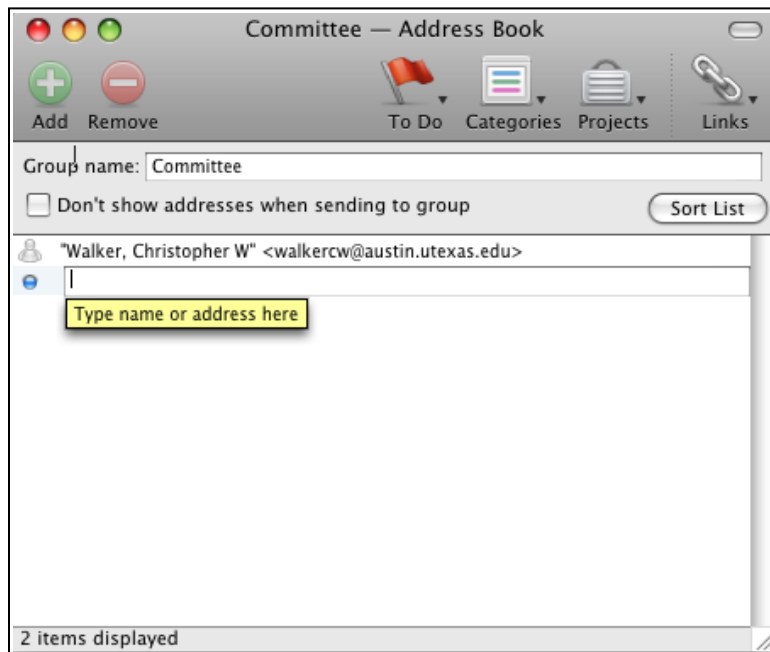 Committee — Address Book
Add Remove To Do Categories Projects Links
Group name: Committee
Don't show addresses when sending to group Sort List
"Walker, Christopher W" <walkercw@austin.utexas.edu>
Type name or address here
2 items displayed